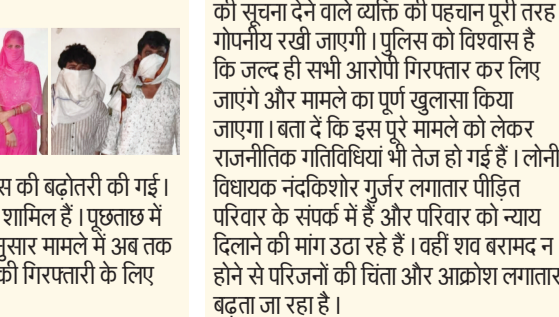 स की बढ़ोतरी की गई।
शामिल हैं। पूछताछ में
नुसार मामले में अब तक
की गिरफ्तारी के लिए
की सूचना देने वाले व्यक्ति की पहचान पूरी तरह
गोपनीय रखी जाएगी। पुलिस को विश्वास है
कि जल्द ही सभी आरोपी गिरफ्तार कर लिए
जाएंगे और मामले का पूर्ण खुलासा किया
जाएगा। बता दें कि इस पूरे मामले को लेकर
राजनीतिक गतिविधियां भी तेज हो गई हैं। लोनी
विधायक नंदकिशोर गुर्जर लगातार पीड़ित
परिवार के संपर्क में हैं और परिवार को न्याय
दिलाने की मांग उठा रहे हैं। वहीं शव बरामद न
होने से परिजनों की चिंता और आक्रोश लगातार
बढ़ता जा रहा है।